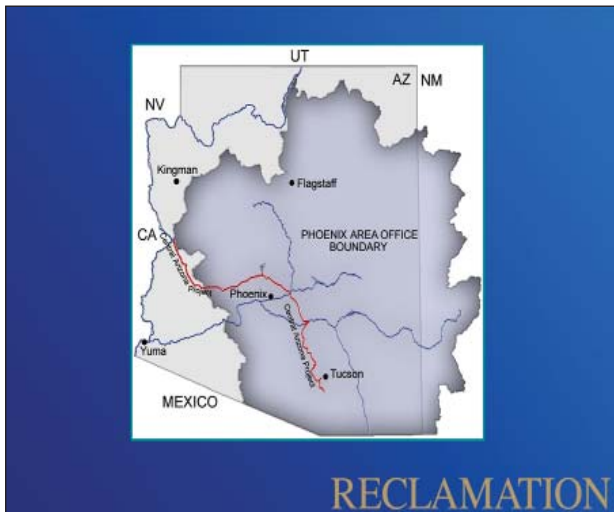 UT
AZ NM
NV
Kingman
Flagstaff
PHOENIX AREA OFFICE
BOUNDARY
CA
Central Arizona Project
Phoenix
Central Arizona Project
Yuma
Tucson
MEXICO
RECLAMATION